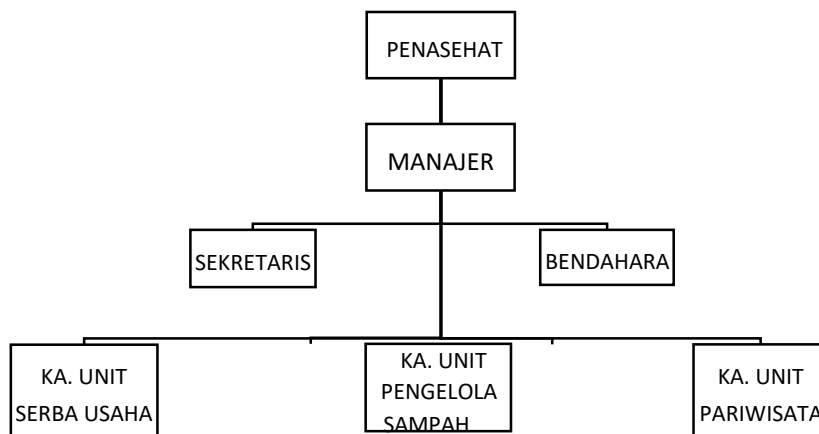 PENASEHAT
MANAJER
SEKRETARIS
BENDAHARA
KA. UNIT
SERBA USAHA
KA. UNIT
PENGELOLA
SAMPAH
KA. UNIT
PARIWISATA